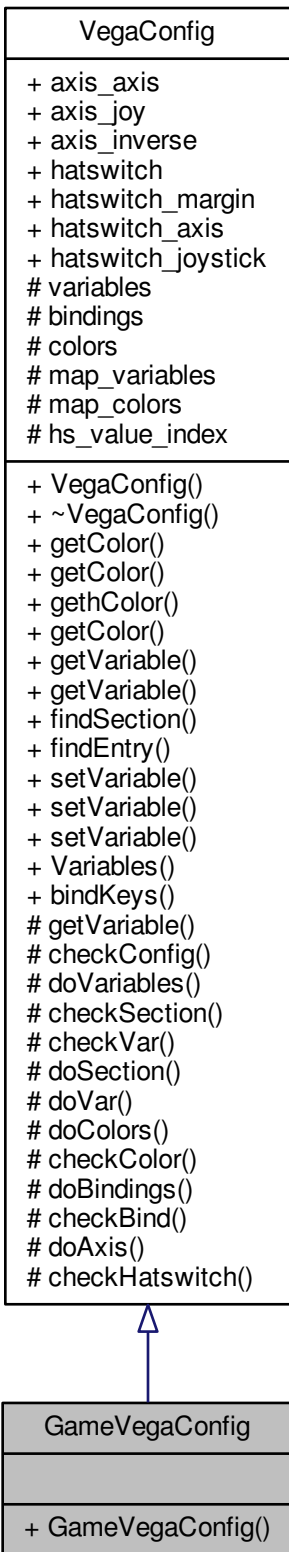 VegaConfig
+ axis_axis
+ axis_joy
+ axis_inverse
+ hatswitch
+ hatswitch_margin
+ hatswitch_axis
+ hatswitch_joystick
# variables
# bindings
# colors
# map_variables
# map_colors
# hs_value_index
+ VegaConfig()
+ ~VegaConfig()
+ getColor()
+ getColor()
+ gethColor()
+ getColor()
+ getVariable()
+ getVariable()
+ findSection()
+ findEntry()
+ setVariable()
+ setVariable()
+ setVariable()
+ Variables()
+ bindKeys()
# getVariable()
# checkConfig()
# doVariables()
# checkSection()
# checkVar()
# doSection()
# doVar()
# doColors()
# checkColor()
# doBindings()
# checkBind()
# doAxis()
# checkHatswitch()
GameVegaConfig
+ GameVegaConfig()